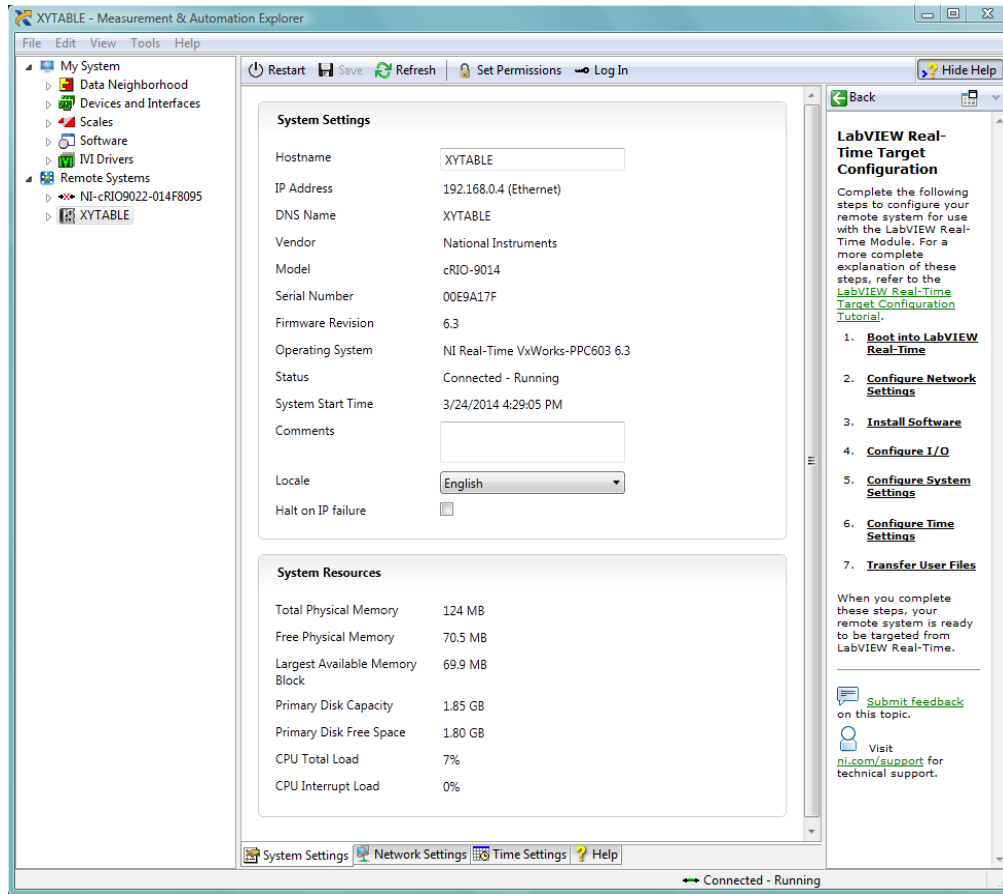 XYTABLE - Measurement & Automation Explorer
File Edit View Tools Help
My System
Data Neighborhood
Devices and Interfaces
Scales
Software
IVI Drivers
Remote Systems
NI-cRIO9022-014F8095
XYTABLE
Restart Save Refresh Set Permissions Log In Hide Help
System Settings
Hostname XYTABLE
IP Address 192.168.0.4 (Ethernet)
DNS Name XYTABLE
Vendor National Instruments
Model cRIO-9014
Serial Number 00E9A17F
Firmware Revision 6.3
Operating System NI Real-Time VxWorks-PPC603 6.3
Status Connected - Running
System Start Time 3/24/2014 4:29:05 PM
Comments
Locale English
Halt on IP failure
System Resources
Total Physical Memory 124 MB
Free Physical Memory 70.5 MB
Largest Available Memory
Block 69.9 MB
Primary Disk Capacity 1.85 GB
Primary Disk Free Space 1.80 GB
CPU Total Load 7%
CPU Interrupt Load 0%
System Settings Network Settings Time Settings Help
Back
LabVIEW Real-
Time Target
Configuration
Complete the following
steps to configure your
remote system for use
with the LabVIEW Real-
Time Module. For a
more complete
explanation of these
steps, refer to the
LabVIEW Real-Time
Target Configuration
Tutorial.
1. Boot into LabVIEW
Real-Time
2. Configure Network
Settings
3. Install Software
4. Configure I/O
5. Configure System
Settings
6. Configure Time
Settings
7. Transfer User Files
When you complete
these steps, your
remote system is ready
to be targeted from
LabVIEW Real-Time.
Submit feedback
on this topic.
Visit
ni.com/support for
technical support.
Connected - Running